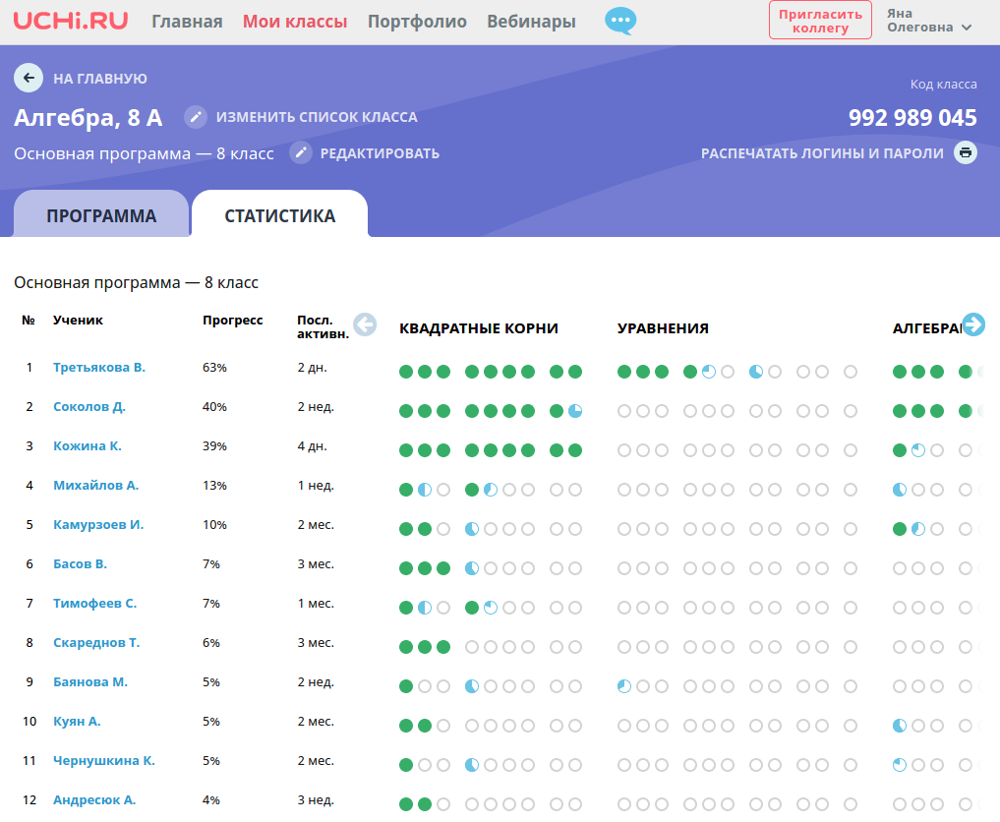 UCHi.RU Главная Мои классы Портфолио Вебинары Пригласить коллегу Яна Олеговна
НА ГЛАВНУЮ
Код класса
Алгебра, 8 А ИЗМЕНИТЬ СПИСОК КЛАССА 992 989 045
Основная программа — 8 класс РЕДАКТИРОВАТЬ РАСПЕЧАТАТЬ ЛОГИНЫ И ПАРОЛИ
ПРОГРАММА СТАТИСТИКА
Основная программа — 8 класс
№ Ученик Прогресс Посл. активн. КВАДРАТНЫЕ КОРНИ УРАВНЕНИЯ
1 Третьякова В. 63% 2 дн.
2 Соколов Д. 40% 2 нед.
3 Кожина К. 39% 4 дн.
4 Михайлов А. 13% 1 нед.
5 Камурзоев И. 10% 2 мес.
6 Басов В. 7% 3 мес.
7 Тимофеев С. 7% 1 мес.
8 Скареднов Т. 6% 3 мес.
9 Баянова М. 5% 2 нед.
10 Куян А. 5% 2 мес.
11 Чернушкина К. 5% 2 мес.
12 Андресюк А. 4% 3 нед.